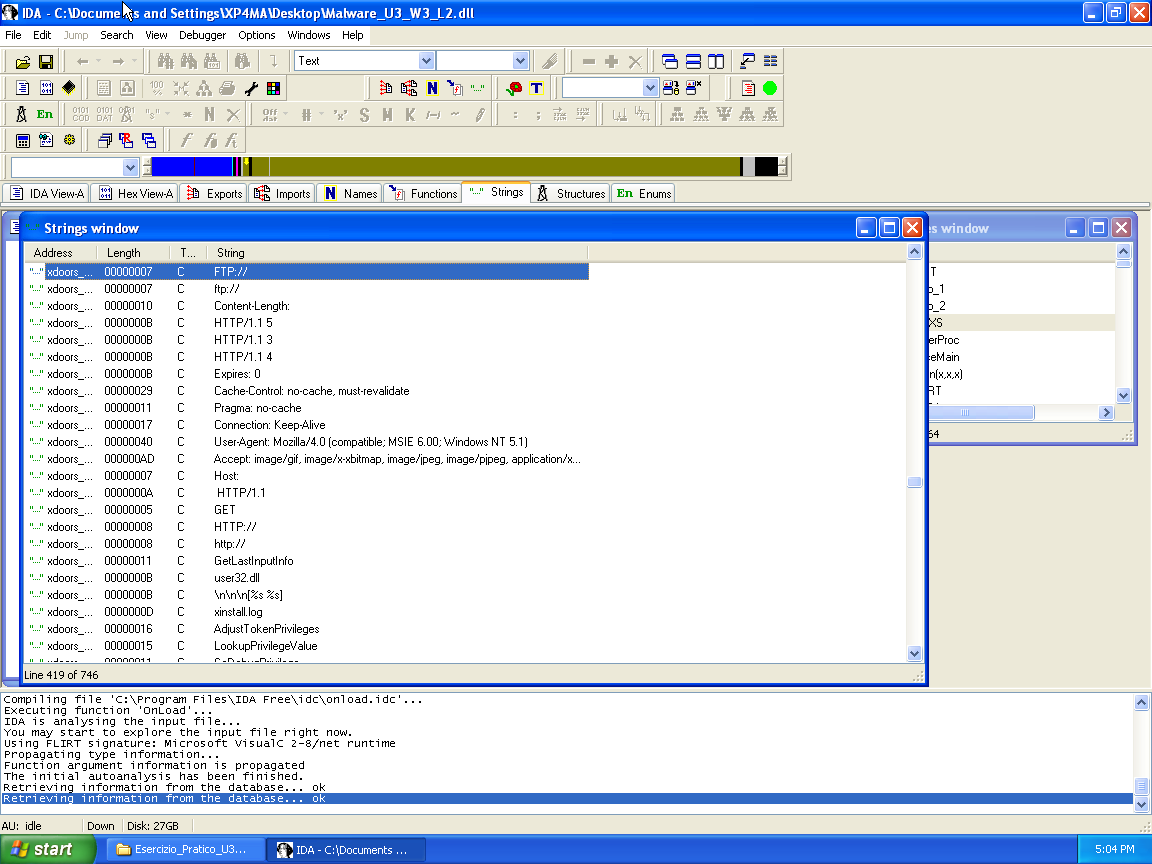 IDA - C:\Documents and Settings\XP4MA\Desktop\Malware_U3_W3_L2.dll
File Edit Jump Search View Debugger Options Windows Help
Text
En
IDA View-A Hex View-A Exports Imports N Names Functions Strings Structures En Enums
Strings window
s window
Address Length T... String
xdoors_... 00000007 C FTP://
xdoors_... 00000007 C ftp://
xdoors_... 00000010 C Content-Length:
xdoors_... 0000000B C HTTP/1.1 5
xdoors_... 0000000B C HTTP/1.1 3
xdoors_... 0000000B C HTTP/1.1 4
xdoors_... 0000000B C Expires: 0
xdoors_... 00000029 C Cache-Control: no-cache, must-revalidate
xdoors_... 00000011 C Pragma: no-cache
xdoors_... 00000017 C Connection: Keep-Alive
xdoors_... 00000040 C User-Agent: Mozilla/4.0 (compatible; MSIE 6.00; Windows NT 5.1)
xdoors_... 000000AD C Accept: image/gif, image/x-xbitmap, image/jpeg, image/pjpeg, application/x...
xdoors_... 00000007 C Host:
xdoors_... 0000000A C HTTP/1.1
xdoors_... 00000005 C GET
xdoors_... 00000008 C HTTP://
xdoors_... 00000008 C http://
xdoors_... 00000011 C GetLastInputInfo
xdoors_... 0000000B C user32.dll
xdoors_... 0000000B C \n\n\n[%s %s]
xdoors_... 0000000D C xinstall.log
xdoors_... 00000016 C AdjustTokenPrivileges
xdoors_... 00000015 C LookupPrivilegeValue
xdoors_... 00000011 C SeDebugPrivilege
Line 419 of 746
T
_1
_2
XS
erProc
ceMain
n(x,x,x)
RT
64
Compiling file 'C:\Program Files\IDA Free\idc\onload.idc'...
Executing function 'OnLoad'...
IDA is analysing the input file...
You may start to explore the input file right now.
Using FLIRT signature: Microsoft VisualC 2-8/net runtime
Propagating type information...
Function argument information is propagated
The initial autoanalysis has been finished.
Retrieving information from the database... ok
Retrieving information from the database... ok
AU: idle Down Disk: 27GB
start Esercizio_Pratico_U3... IDA - C:\Documents ... 5:04 PM